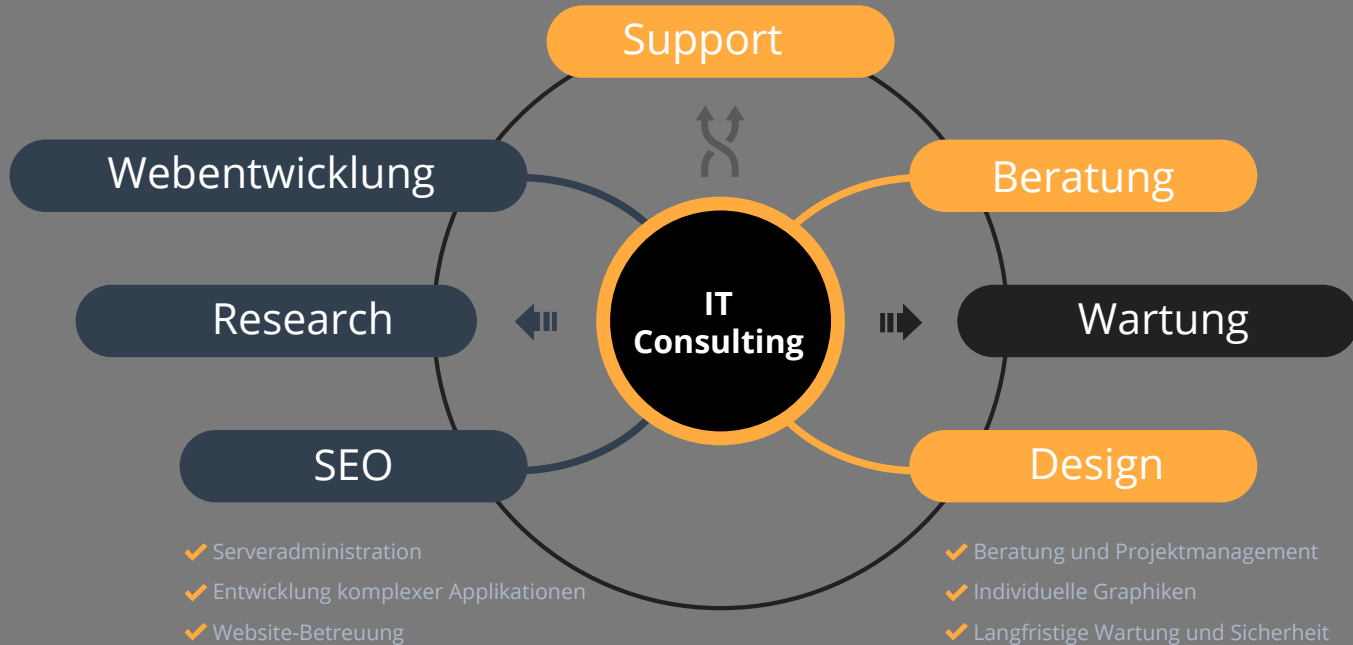 Support
Webentwicklung
Beratung
Research
IT
Consulting
Wartung
SEO
Design
Serveradministration
Entwicklung komplexer Applikationen
Website-Betreuung
Beratung und Projektmanagement
Individuelle Graphiken
Langfristige Wartung und Sicherheit